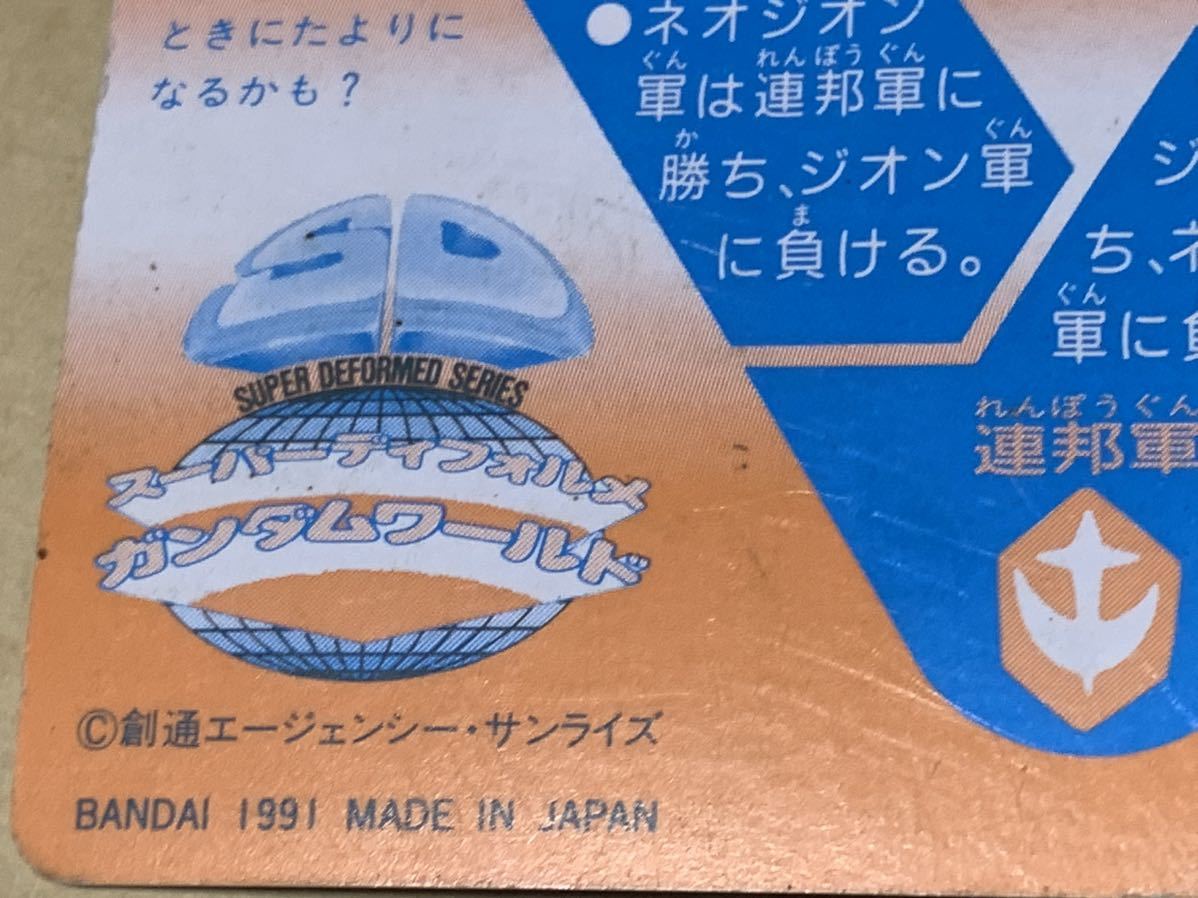 ときにたよりに
なるかも?
●ネオジオン
ぐん れんぽうぐん
軍は連邦軍に
か ぐん
勝ち、ジオン軍
ま
に負ける。
ジ
ち、ネ
ぐん
軍に負
れんぽうぐん
連邦軍
SD
SUPER DEFORMED SERIES
スーパーディフォルメ
ガンダムワールド
©創通エージェンシー・サンライズ
BANDAI 1991 MADE IN JAPAN